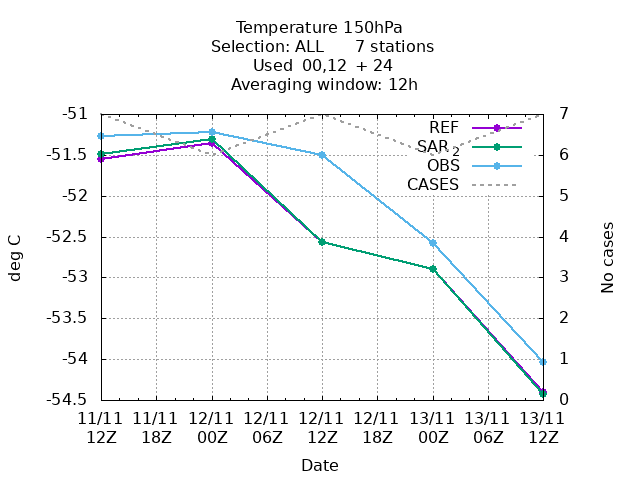 Temperature 150hPa
Selection: ALL 7 stations
Used 00,12 + 24
Averaging window: 12h
-51
-51.5
-52
-52.5
-53
-53.5
-54
-54.5
deg C
7
6
5
4
3
2
1
0
No cases
REF
SAR 2
OBS
CASES
11/11 11/11 12/11 12/11 12/11 12/11 13/11 13/11 13/11
12Z 18Z 00Z 06Z 12Z 18Z 00Z 06Z 12Z
Date